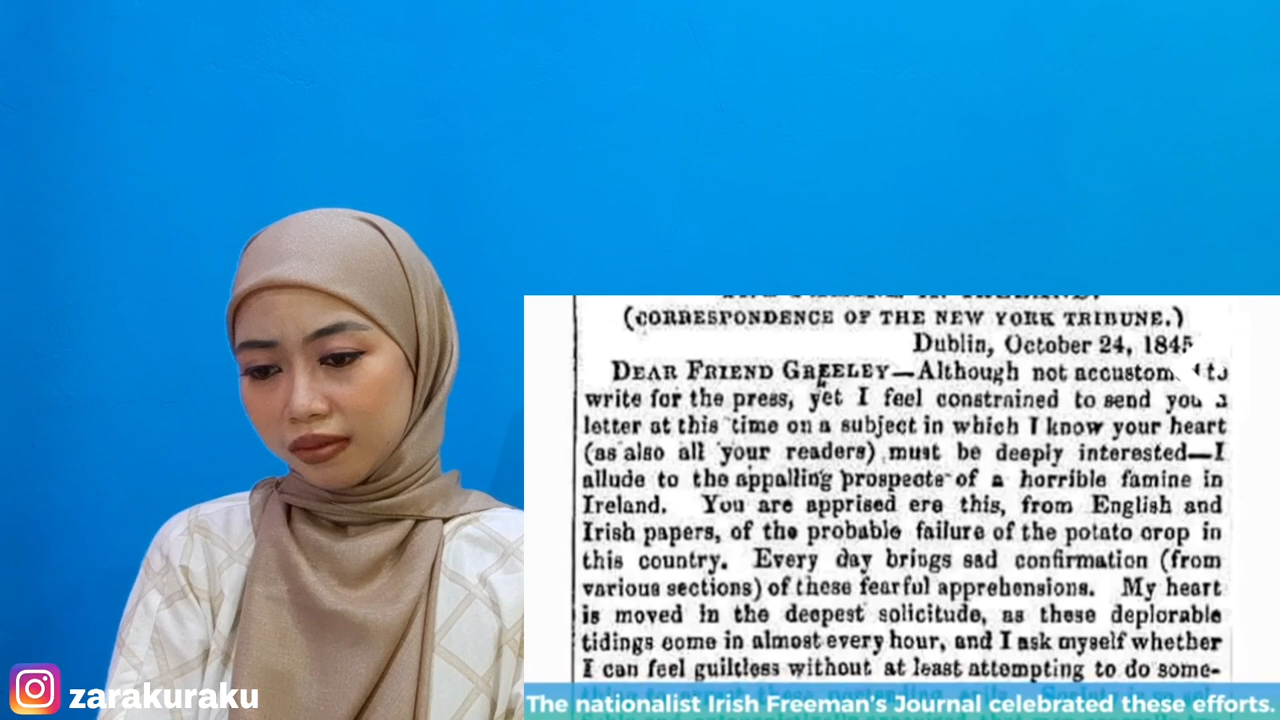 (CORRESPONDENCE OF THE NEW YORK TRIBUNE.)
Dublin, October 24, 1845
DEAR FRIEND GREELEY—Although not accustom to
write for the press, yet I feel constrained to send you a
letter at this time on a subject in which I know your heart
(as also all your readers) must be deeply interested—I
allude to the appalling prospects of a horrible famine in
Ireland. You are apprised ere this, from English and
Irish papers, of the probable failure of the potato crop in
this country. Every day brings sad confirmation (from
various sections) of these fearful apprehensions. My heart
is moved in the deepest solicitude, as these deplorable
tidings come in almost every hour, and I ask myself whether
I can feel guiltless without at least attempting to do some-
The nationalist Irish Freeman's Journal celebrated these efforts.
zarakuraku